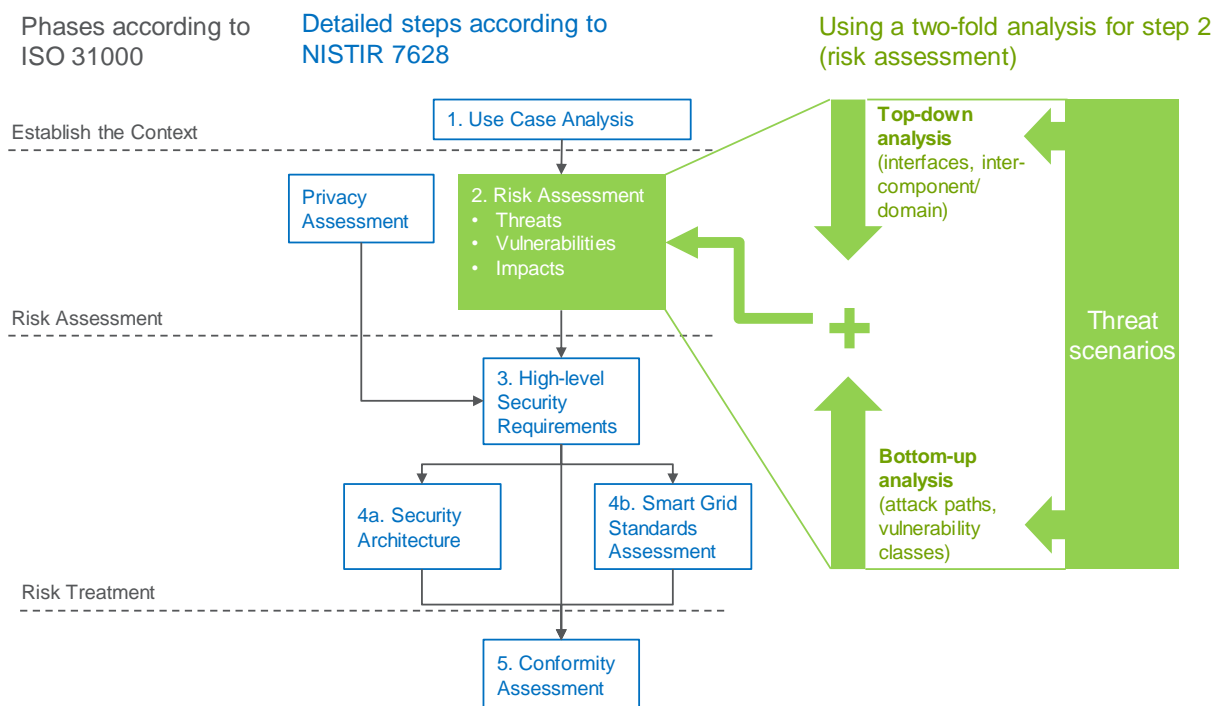 Phases according to
ISO 31000
Detailed steps according to
NISTIR 7628
Using a two-fold analysis for step 2
(risk assessment)
1. Use Case Analysis
Establish the Context
Privacy
Assessment
2. Risk Assessment
• Threats
• Vulnerabilities
• Impacts
Top-down
analysis
(interfaces, inter-
component/
domain)
Risk Assessment
+
Threat
scenarios
3. High-level
Security
Requirements
Bottom-up
analysis
(attack paths,
vulnerability
classes)
4a. Security
Architecture
4b. Smart Grid
Standards
Assessment
Risk Treatment
5. Conformity
Assessment